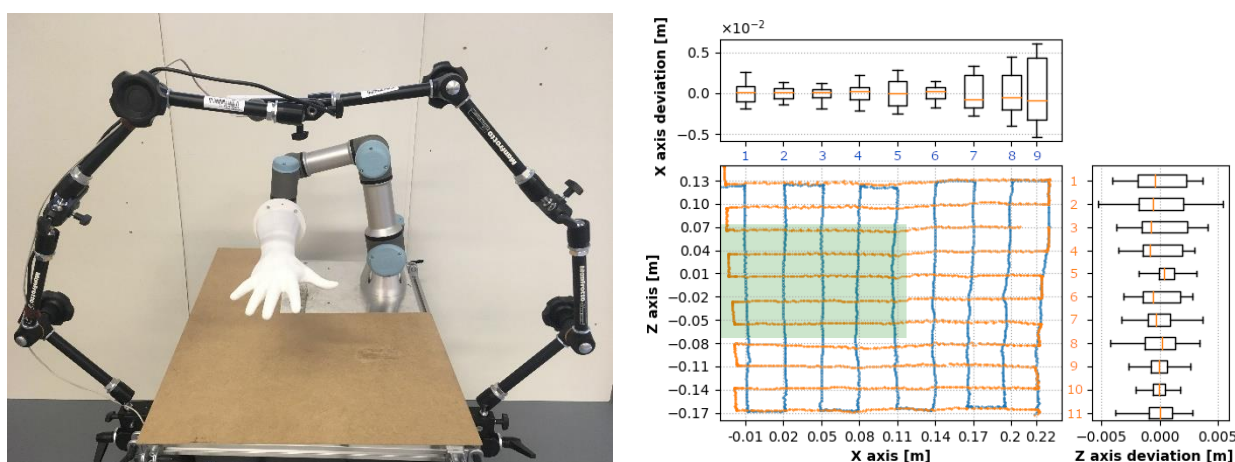 Manfrotto
Manfrotto
Manfrotto
×10⁻²
X axis deviation [m]
0.5
0.0
−0.5
1 2 3 4 5 6 7 8 9
Z axis [m]
0.13
0.10
0.07
0.04
0.01
−0.02
−0.05
−0.08
−0.11
−0.14
−0.17
-0.01 0.02 0.05 0.08 0.11 0.14 0.17 0.2 0.22
X axis [m]
1
2
3
4
5
6
7
8
9
10
11
−0.005 0.000 0.005
Z axis deviation [m]